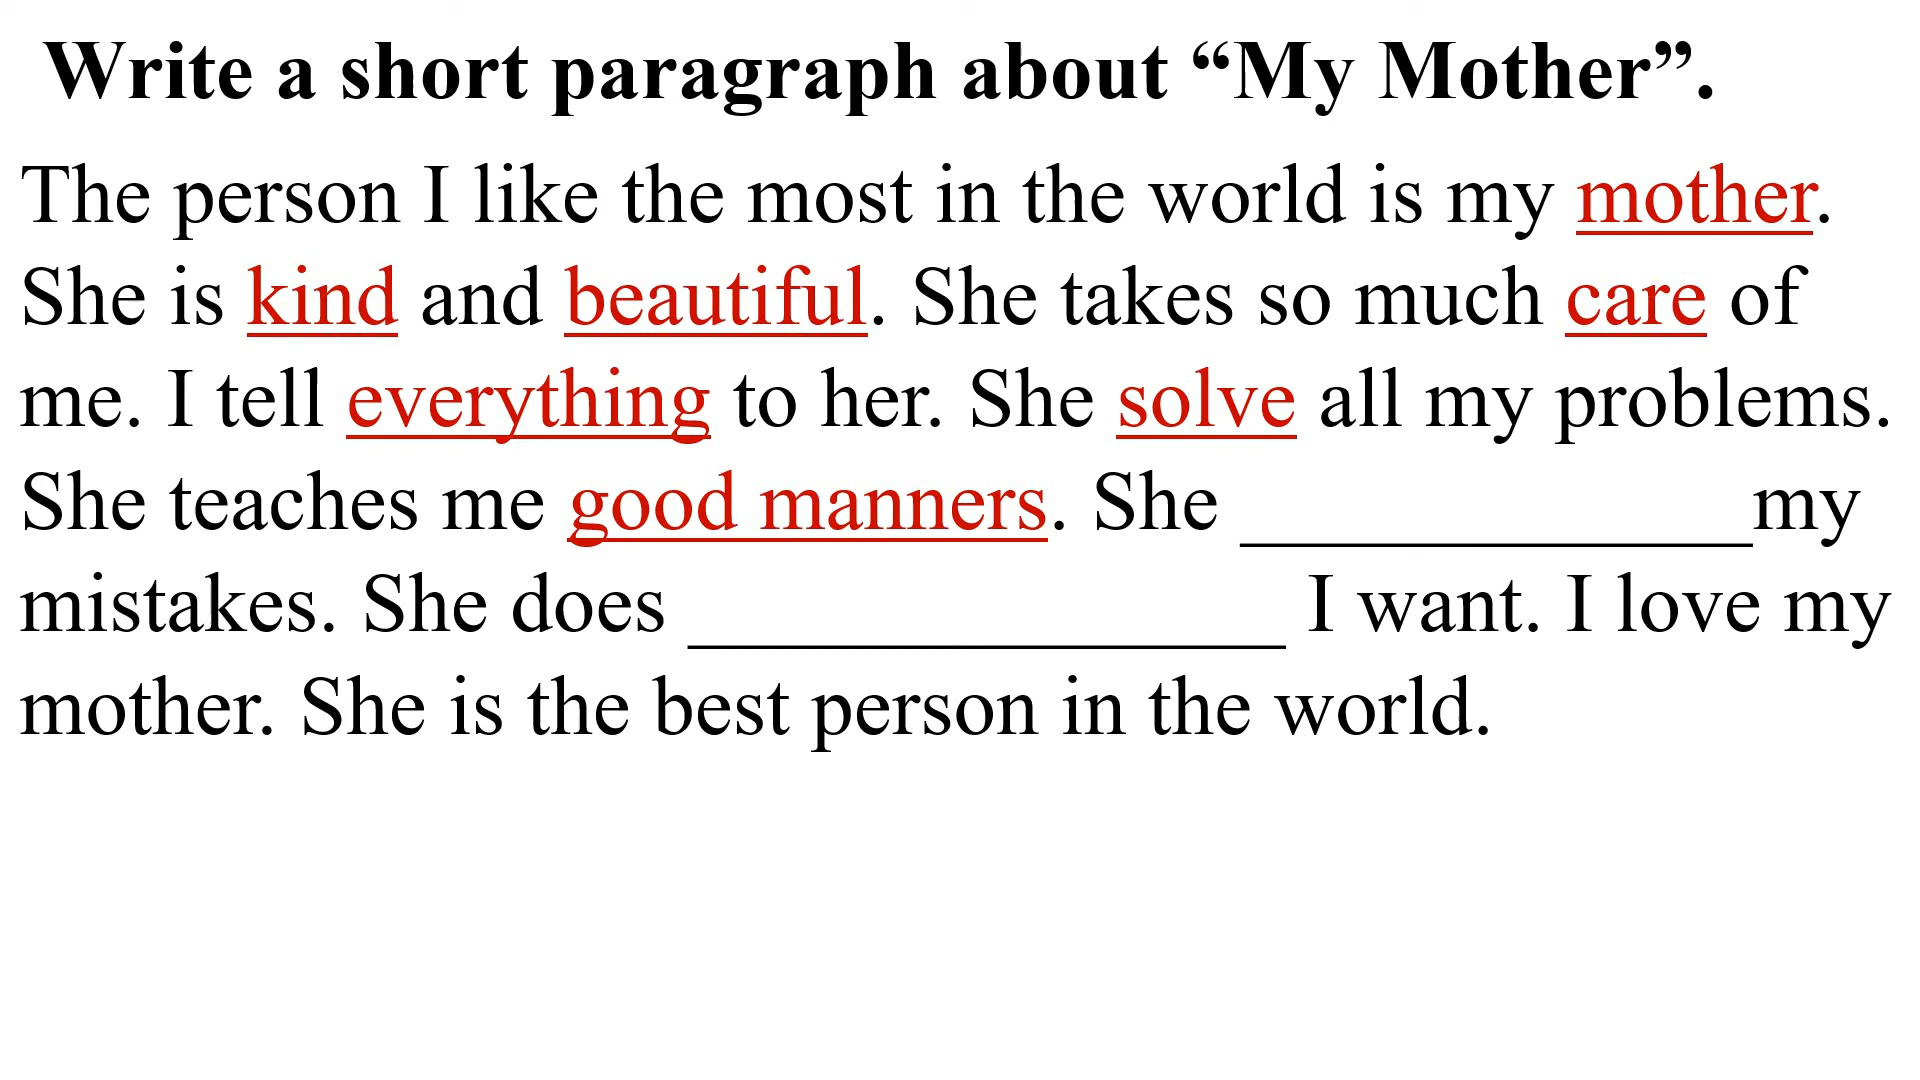 Write a short paragraph about “My Mother”.
The person I like the most in the world is my mother.
She is kind and beautiful. She takes so much care of
me. I tell everything to her. She solve all my problems.
She teaches me good manners. She _____________my
mistakes. She does _______________ I want. I love my
mother. She is the best person in the world.